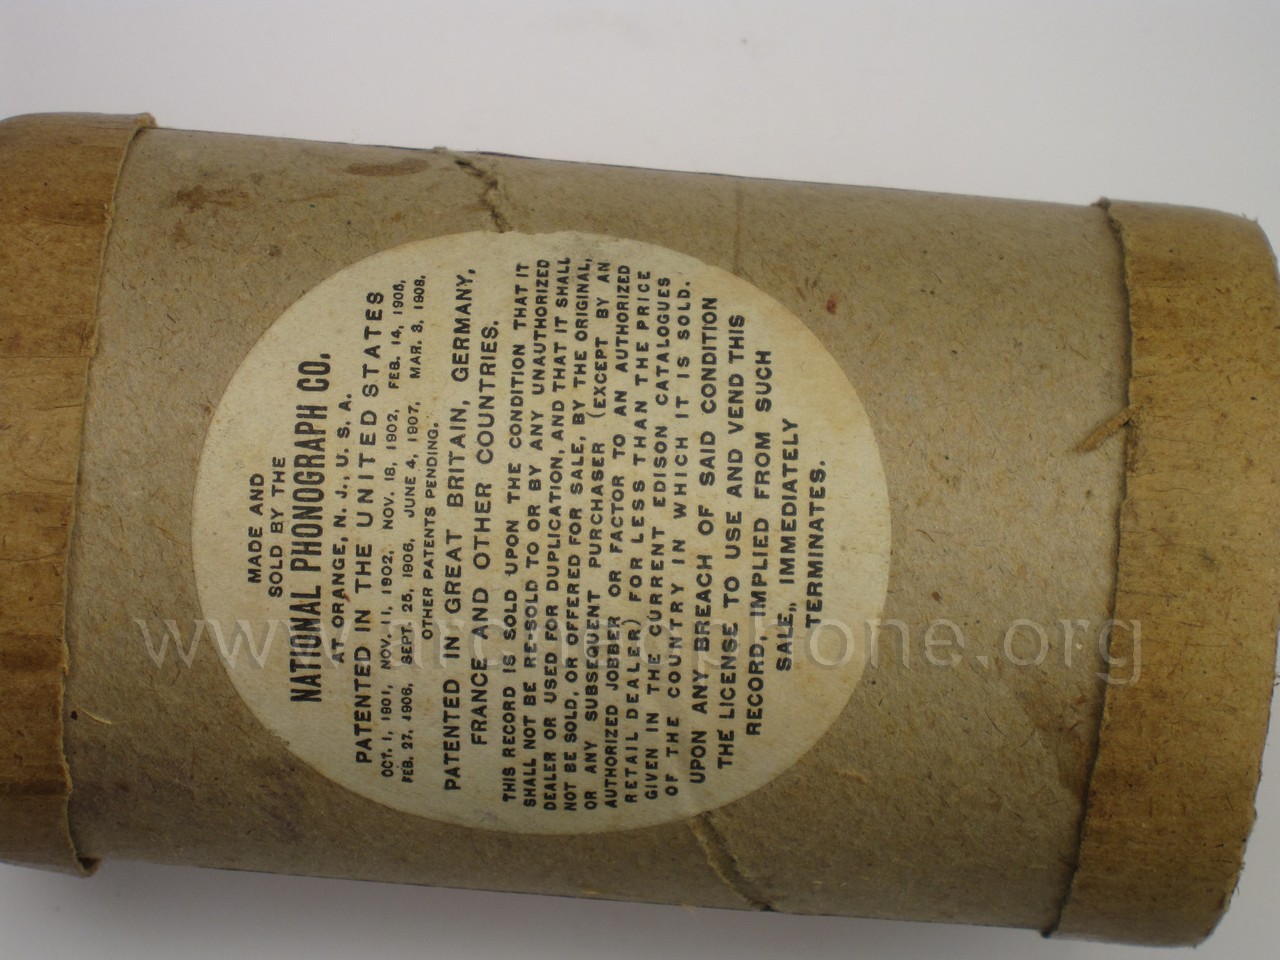 MADE AND
SOLD BY THE
NATIONAL PHONOGRAPH CO.
AT ORANGE, N. J., U. S. A.
PATENTED IN THE UNITED STATES
OCT. 1, 1901, NOV. 11, 1902, NOV. 18, 1902, FEB. 14, 1905,
FEB. 27, 1906, SEPT. 25, 1906, JUNE 4, 1907, MAR. 3, 1908.
OTHER PATENTS PENDING.
PATENTED IN GREAT BRITAIN, GERMANY,
FRANCE AND OTHER COUNTRIES.
THIS RECORD IS SOLD UPON THE CONDITION THAT IT
SHALL NOT BE RE-SOLD TO OR BY ANY UNAUTHORIZED
DEALER OR USED FOR DUPLICATION, AND THAT IT SHALL
NOT BE SOLD, OR OFFERED FOR SALE, BY THE ORIGINAL,
OR ANY SUBSEQUENT PURCHASER (EXCEPT BY AN
AUTHORIZED JOBBER OR FACTOR TO AN AUTHORIZED
RETAIL DEALER) FOR LESS THAN THE PRICE
GIVEN IN THE CURRENT EDISON CATALOGUES
OF THE COUNTRY IN WHICH IT IS SOLD.
UPON ANY BREACH OF SAID CONDITION
THE LICENSE TO USE AND VEND THIS
RECORD, IMPLIED FROM SUCH
SALE,, IMMEDIATELY
TERMINATES.